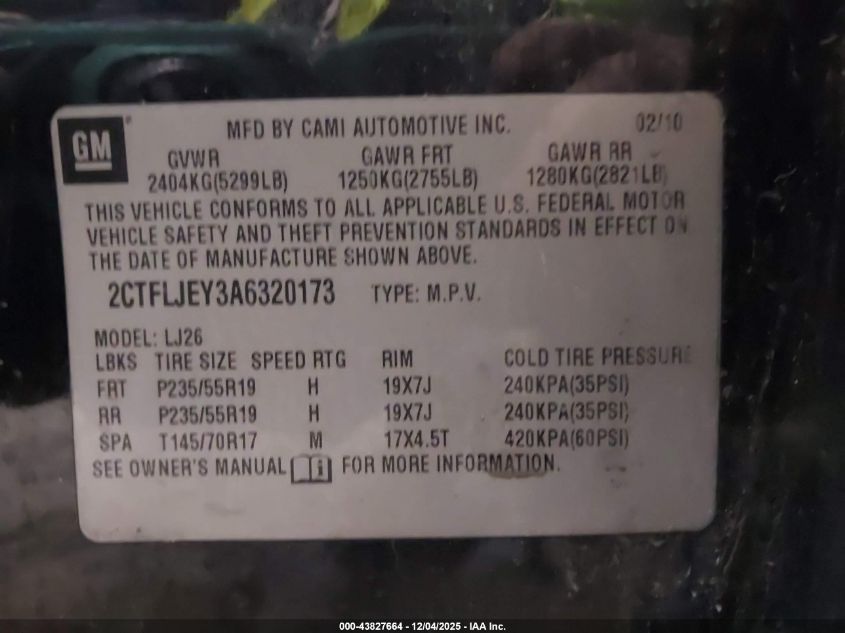 GM
MFD BY CAMI AUTOMOTIVE INC. 02/10
GVWR GAWR FRT GAWR RR
2404KG(5299LB) 1250KG(2755LB) 1280KG(2821LB)
THIS VEHICLE CONFORMS TO ALL APPLICABLE U.S. FEDERAL MOTOR
VEHICLE SAFETY AND THEFT PREVENTION STANDARDS IN EFFECT ON
THE DATE OF MANUFACTURE SHOWN ABOVE.
2CTFLJEY3A6320173 TYPE: M.P.V.
MODEL: LJ26
LBKS TIRE SIZE SPEED RTG RIM COLD TIRE PRESSURE
FRT P235/55R19 H 19X7J 240KPA(35PSI)
RR P235/55R19 H 19X7J 240KPA(35PSI)
SPA T145/70R17 M 17X4.5T 420KPA(60PSI)
SEE OWNER'S MANUAL i FOR MORE INFORMATION.
000-43827664 - 12/04/2025 - IAA Inc.